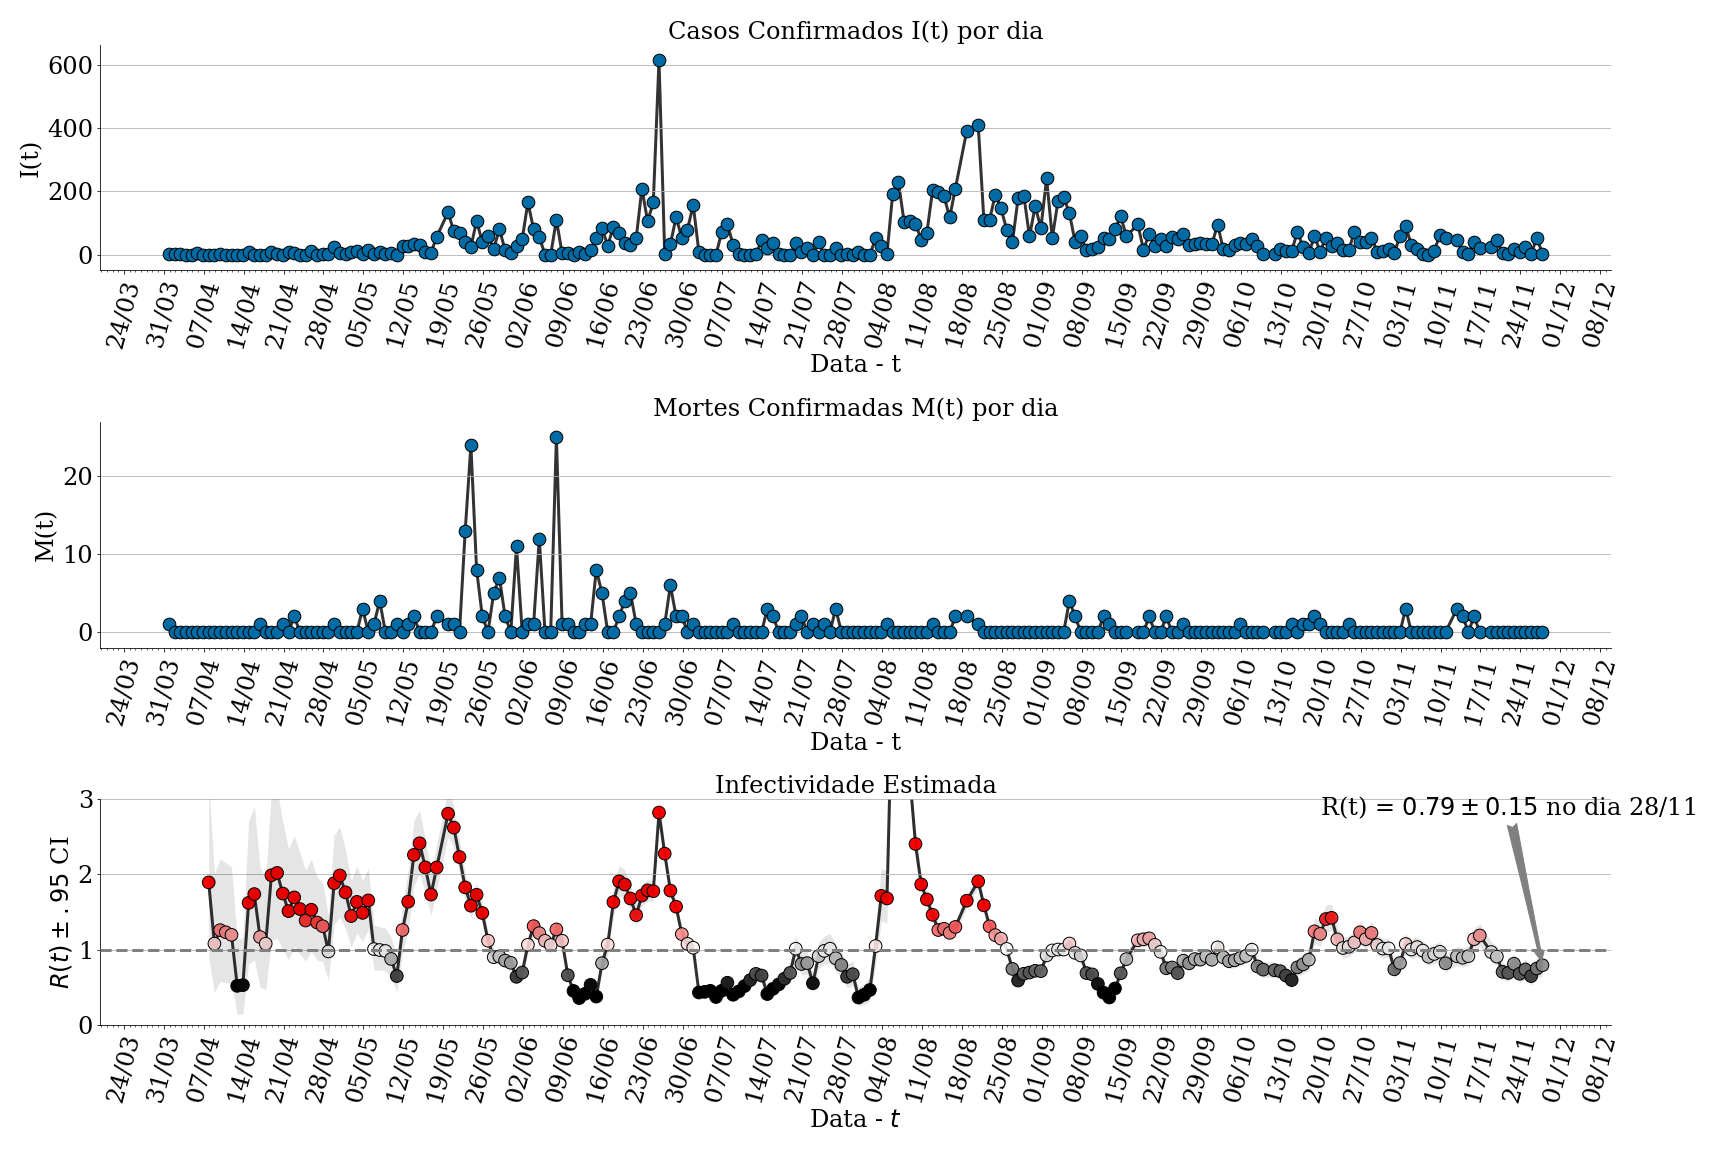 Casos Confirmados I(t) por dia
600
400
200
0
I(t)
24/03 31/03 07/04 14/04 21/04 28/04 05/05 12/05 19/05 26/05 02/06 09/06 16/06 23/06 30/06 07/07 14/07 21/07 28/07 04/08 11/08 18/08 25/08 01/09 08/09 15/09 22/09 29/09 06/10 13/10 20/10 27/10 03/11 10/11 17/11 24/11 01/12 08/12
Data - t
Mortes Confirmadas M(t) por dia
20
10
0
M(t)
24/03 31/03 07/04 14/04 21/04 28/04 05/05 12/05 19/05 26/05 02/06 09/06 16/06 23/06 30/06 07/07 14/07 21/07 28/07 04/08 11/08 18/08 25/08 01/09 08/09 15/09 22/09 29/09 06/10 13/10 20/10 27/10 03/11 10/11 17/11 24/11 01/12 08/12
Data - t
Infectividade Estimada
3
2
1
0
R(t) ± .95 CI
R(t) = 0.79 ± 0.15 no dia 28/11
24/03 31/03 07/04 14/04 21/04 28/04 05/05 12/05 19/05 26/05 02/06 09/06 16/06 23/06 30/06 07/07 14/07 21/07 28/07 04/08 11/08 18/08 25/08 01/09 08/09 15/09 22/09 29/09 06/10 13/10 20/10 27/10 03/11 10/11 17/11 24/11 01/12 08/12
Data - t